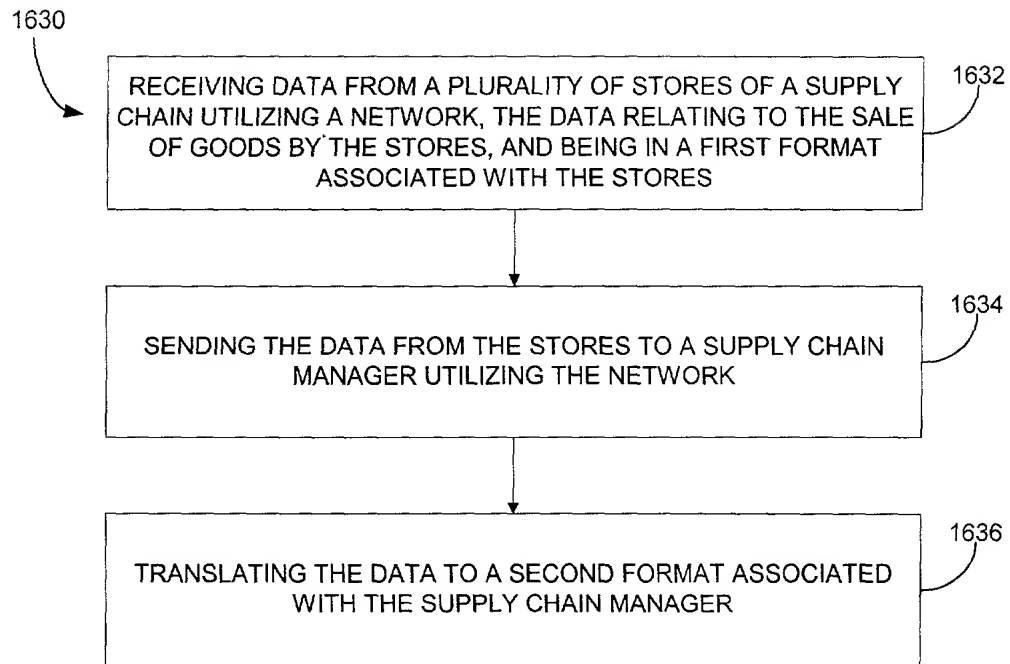 1630
RECEIVING DATA FROM A PLURALITY OF STORES OF A SUPPLY
CHAIN UTILIZING A NETWORK, THE DATA RELATING TO THE SALE
OF GOODS BY THE STORES, AND BEING IN A FIRST FORMAT
ASSOCIATED WITH THE STORES
1632
SENDING THE DATA FROM THE STORES TO A SUPPLY CHAIN
MANAGER UTILIZING THE NETWORK
1634
TRANSLATING THE DATA TO A SECOND FORMAT ASSOCIATED
WITH THE SUPPLY CHAIN MANAGER
1636